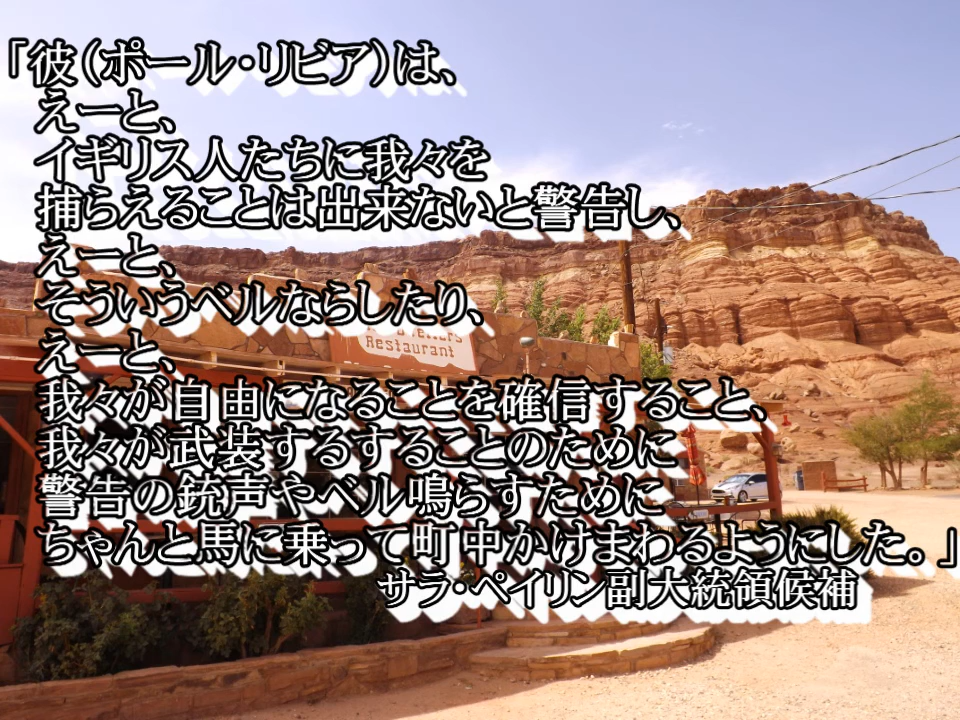 「彼(ポール・リビア)は、
えーと、
イギリス人たちに我々を
捕らえることは出来ないと警告し、
えーと、
そういうベルならしたり、
えーと、
我々が自由になることを確信すること、
我々が武装するすることのために
警告の銃声やベル鳴らすために
ちゃんと馬に乗って町中かけまわるようにした。」
サラ・ペイリン副大統領候補
Restaurant